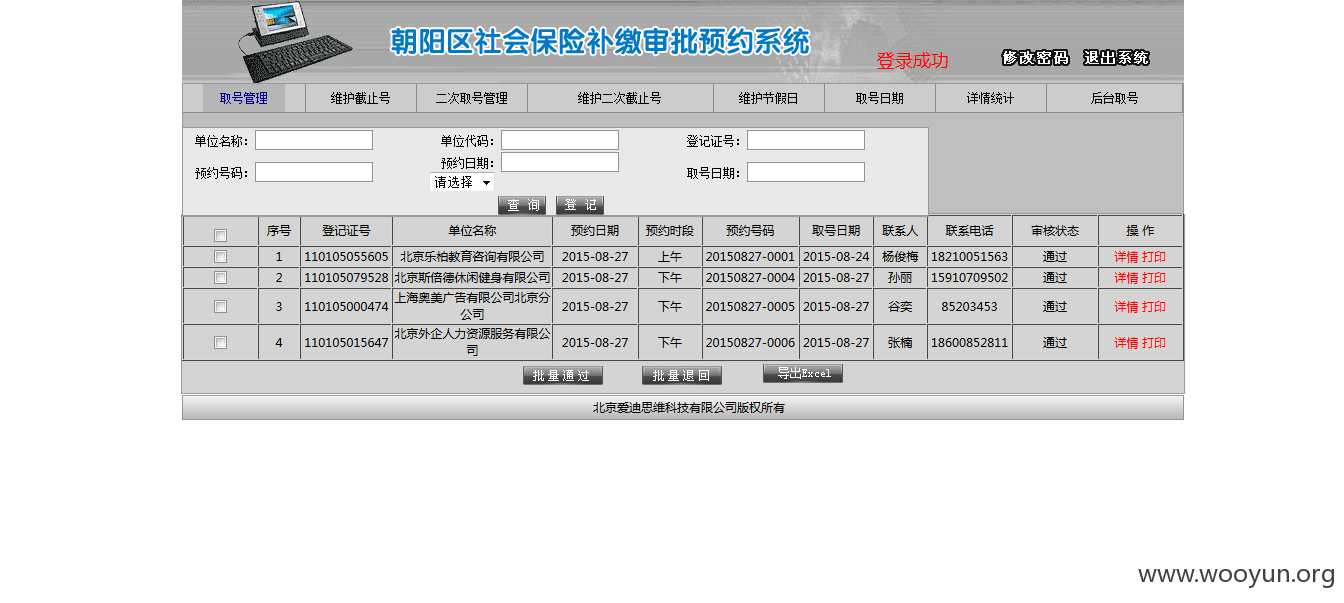 朝阳区社会保险补缴审批预约系统
登录成功 修改密码 退出系统
取号管理 维护截止号 二次取号管理 维护二次截止号 维护节假日 取号日期 详情统计 后台取号
单位名称: 单位代码: 登记证号:
预约号码: 预约日期: 取号日期:
请选择
查 询 登 记
序号 登记证号 单位名称 预约日期 预约时段 预约号码 取号日期 联系人 联系电话 审核状态 操 作
1 110105055605 北京乐柏教育咨询有限公司 2015-08-27 上午 20150827-0001 2015-08-24 杨俊梅 18210051563 通过 详情 打印
2 110105079528 北京斯倍德休闲健身有限公司 2015-08-27 下午 20150827-0004 2015-08-27 孙丽 15910709502 通过 详情 打印
3 110105000474 上海奥美广告有限公司北京分公司 2015-08-27 下午 20150827-0005 2015-08-27 谷奕 85203453 通过 详情 打印
4 110105015647 北京外企人力资源服务有限公司 2015-08-27 下午 20150827-0006 2015-08-27 张楠 18600852811 通过 详情 打印
批 量 通 过 批 量 退 回 导出Excel
北京爱迪思维科技有限公司版权所有
www.wooyun.org